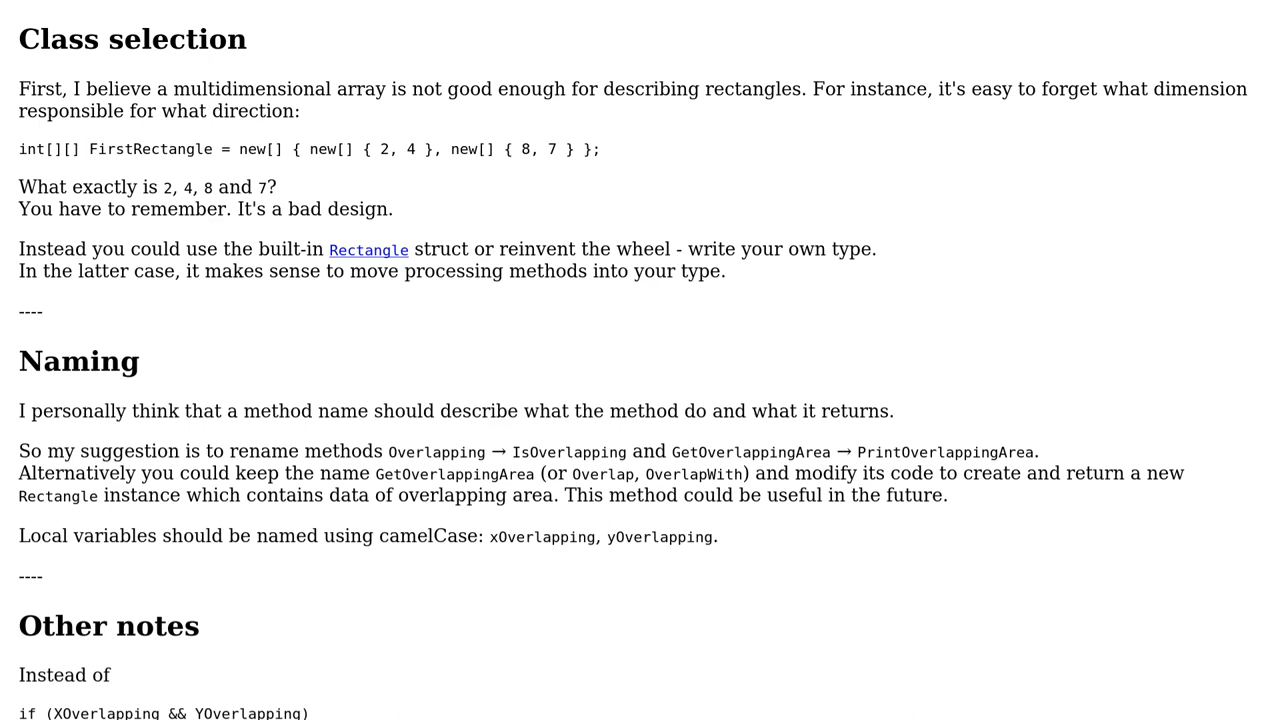 Class selection
First, I believe a multidimensional array is not good enough for describing rectangles. For instance, it's easy to forget what dimension
responsible for what direction:
int[][] FirstRectangle = new[] { new[] { 2, 4 }, new[] { 8, 7 } };
What exactly is 2, 4, 8 and 7?
You have to remember. It's a bad design.
Instead you could use the built-in Rectangle struct or reinvent the wheel - write your own type.
In the latter case, it makes sense to move processing methods into your type.
----
Naming
I personally think that a method name should describe what the method do and what it returns.
So my suggestion is to rename methods Overlapping → IsOverlapping and GetOverlappingArea → PrintOverlappingArea.
Alternatively you could keep the name GetOverlappingArea (or Overlap, OverlapWith) and modify its code to create and return a new
Rectangle instance which contains data of overlapping area. This method could be useful in the future.
Local variables should be named using camelCase: xOverlapping, yOverlapping.
----
Other notes
Instead of
if (XOverlapping && YOverlapping)